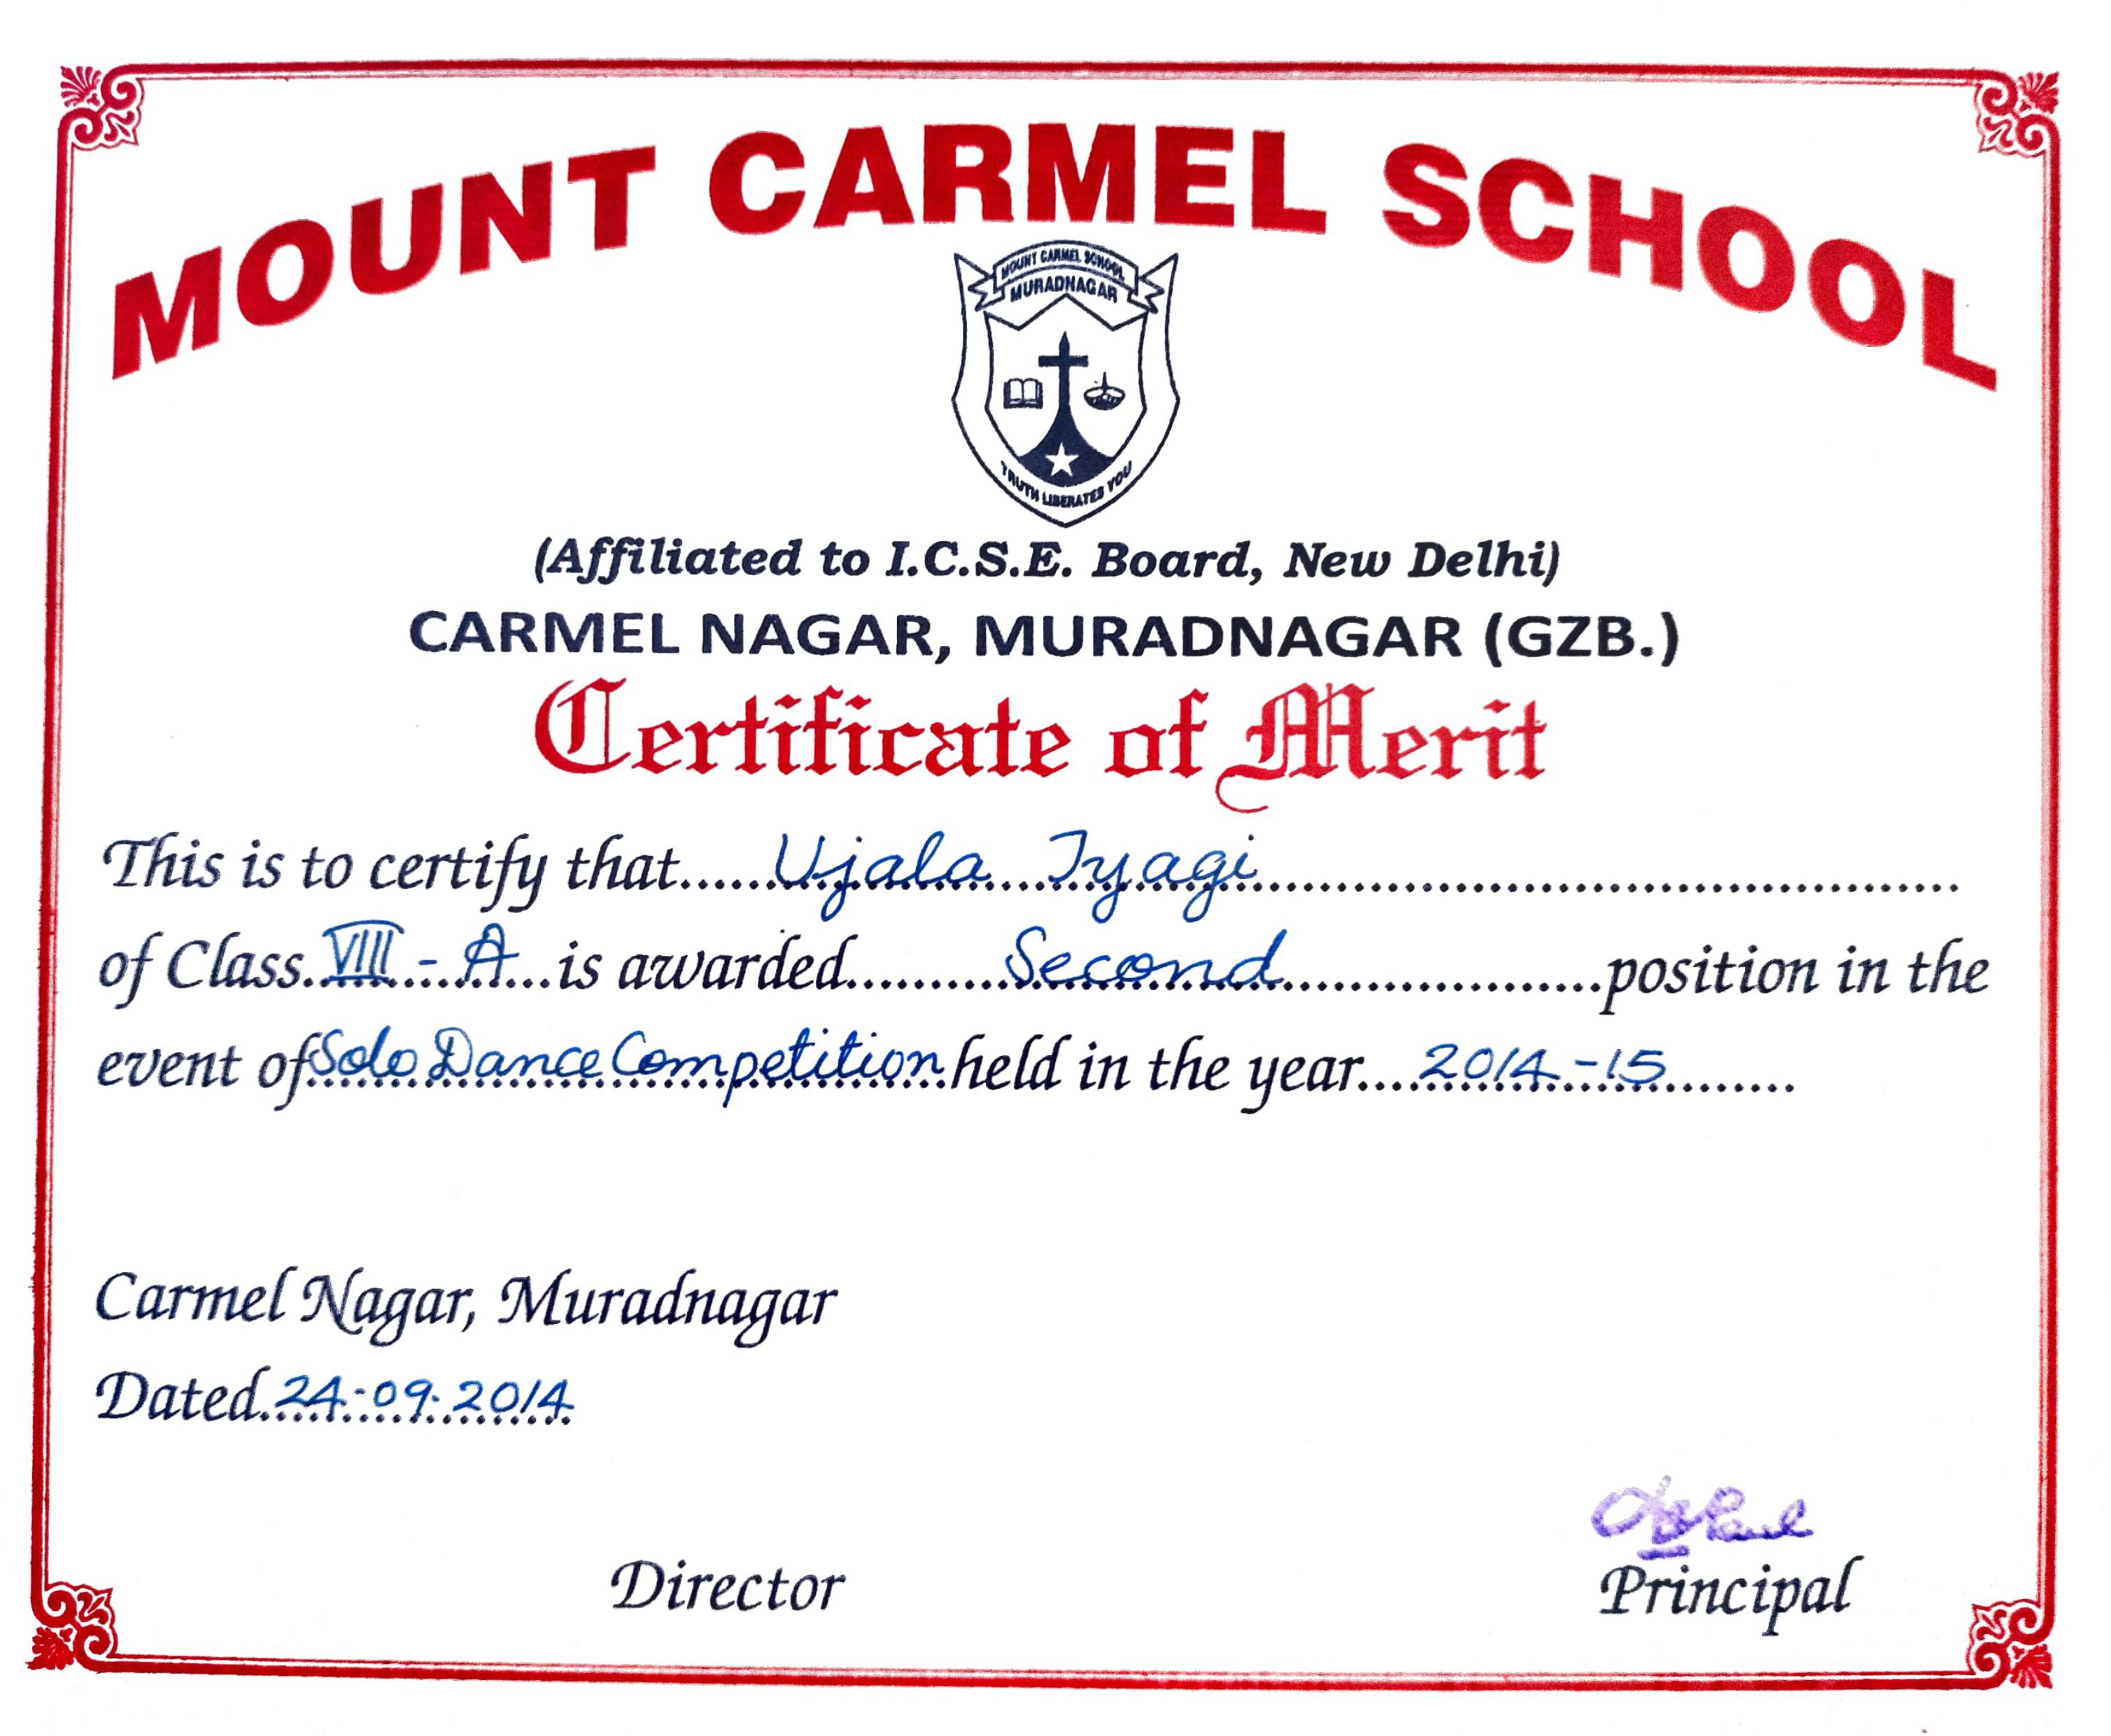 MOUNT CARMEL SCHOOL
MOUNT CARMEL SCHOOL
MURADNAGAR
TRUTH LIBERATES YOU
(Affiliated to I.C.S.E. Board, New Delhi)
CARMEL NAGAR, MURADNAGAR (GZB.)
Certificate of Merit
This is to certify that......Ujala Tyagi..............................
of Class..VIII - A...is awarded..........Second....................position in the
event of Solo Dance Competition held in the year....2014-15.........
Carmel Nagar, Muradnagar
Dated.24-09-2014
Director
Principal